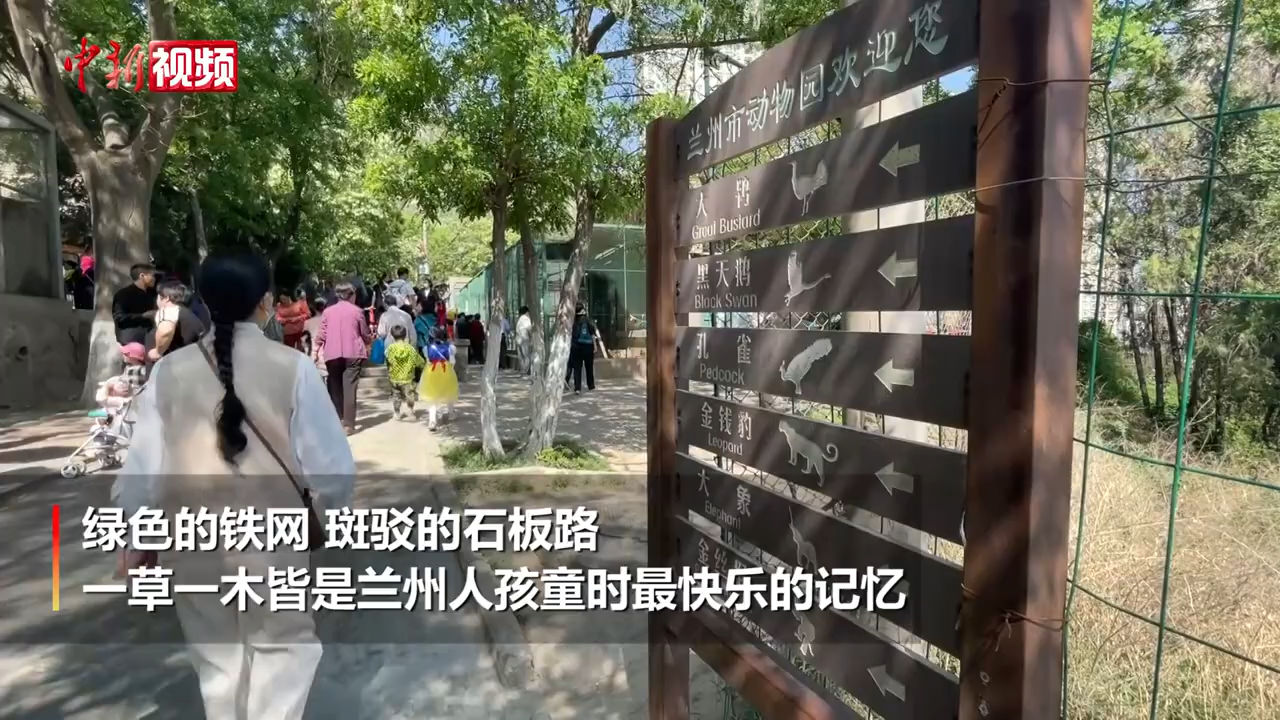 中新视频
兰州市动物园欢迎您
大鸨
Great Bustard
黑天鹅
Black Swan
孔雀
Pedcock
金钱豹
Leopard
大象
Elephant
金丝
绿色的铁网 斑驳的石板路
一草一木皆是兰州人孩童时最快乐的记忆